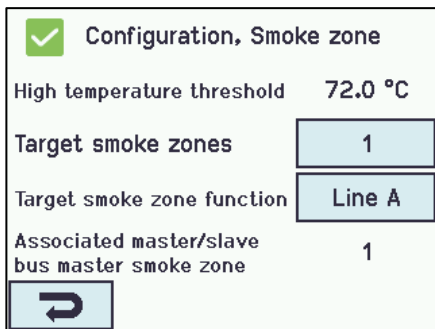 Configuration, Smoke zone
High temperature threshold 72.0 °C
Target smoke zones 1
Target smoke zone function Line A
Associated master/slave
bus master smoke zone 1